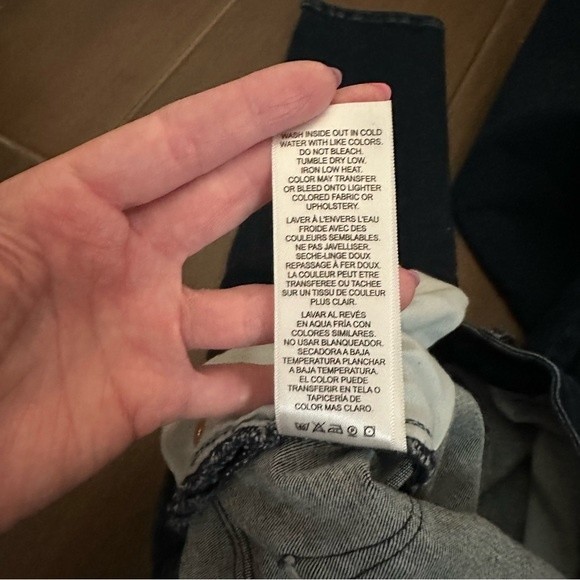 WASH INSIDE OUT IN COLD
WATER WITH LIKE COLORS.
DO NOT BLEACH.
TUMBLE DRY LOW.
IRON LOW HEAT.
COLOR MAY TRANSFER
OR BLEED ONTO LIGHTER
COLORED FABRIC OR
UPHOLSTERY.
LAVER À L'ENVERS L'EAU
FROIDE AVEC DES
COULEURS SEMBLABLES.
NE PAS JAVELLISER.
SECHE-LINGE DOUX
REPASSAGE À FER DOUX.
LA COULEUR PEUT ETRE
TRANSFEREE OU TACHEE
SUR UN TISSU DE COULEUR
PLUS CLAIR.
LAVAR AL REVÉS
EN AQUA FRÍA CON
COLORES SIMILARES.
NO USAR BLANQUEADOR.
SECADORA A BAJA
TEMPERATURA PLANCHAR
A BAJA TEMPERATURA.
EL COLOR PUEDE
TRANSFERIR EN TELA O
TAPICERÍA DE
COLOR MAS CLARO.